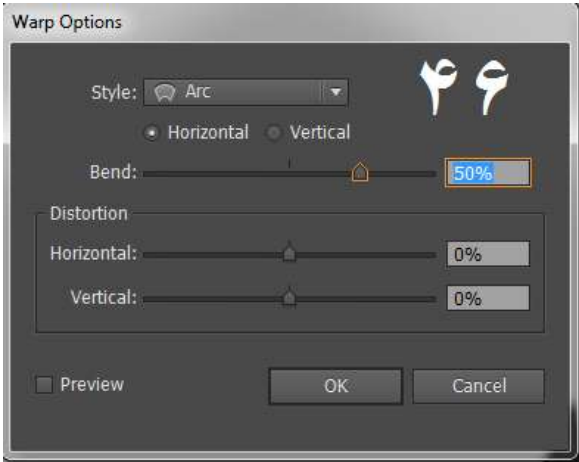 Warp Options
۴۶
Style: Arc
Horizontal Vertical
Bend: 50%
Distortion
Horizontal: 0%
Vertical: 0%
Preview OK Cancel